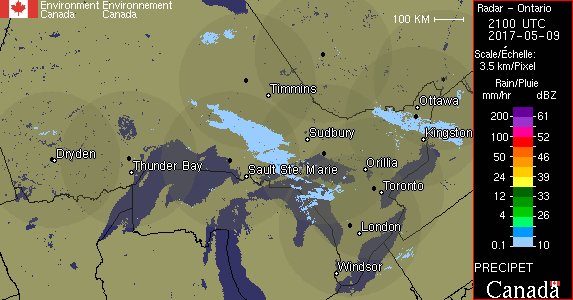 Environment Environnement
Canada Canada
100 KM
Timmins
Ottawa
Kingston
Sudbury
Dryden
Thunder Bay
Sault Ste. Marie
Orillia
Toronto
London
Windsor
Radar - Ontario
2100 UTC
2017-05-09
Scale/Échelle:
3.5 km/Pixel
Rain/Pluie
mm/hr dBZ
200 61
100 52
50 46
24 39
12 33
4 26
0.1 10
PRECIPET
Canada